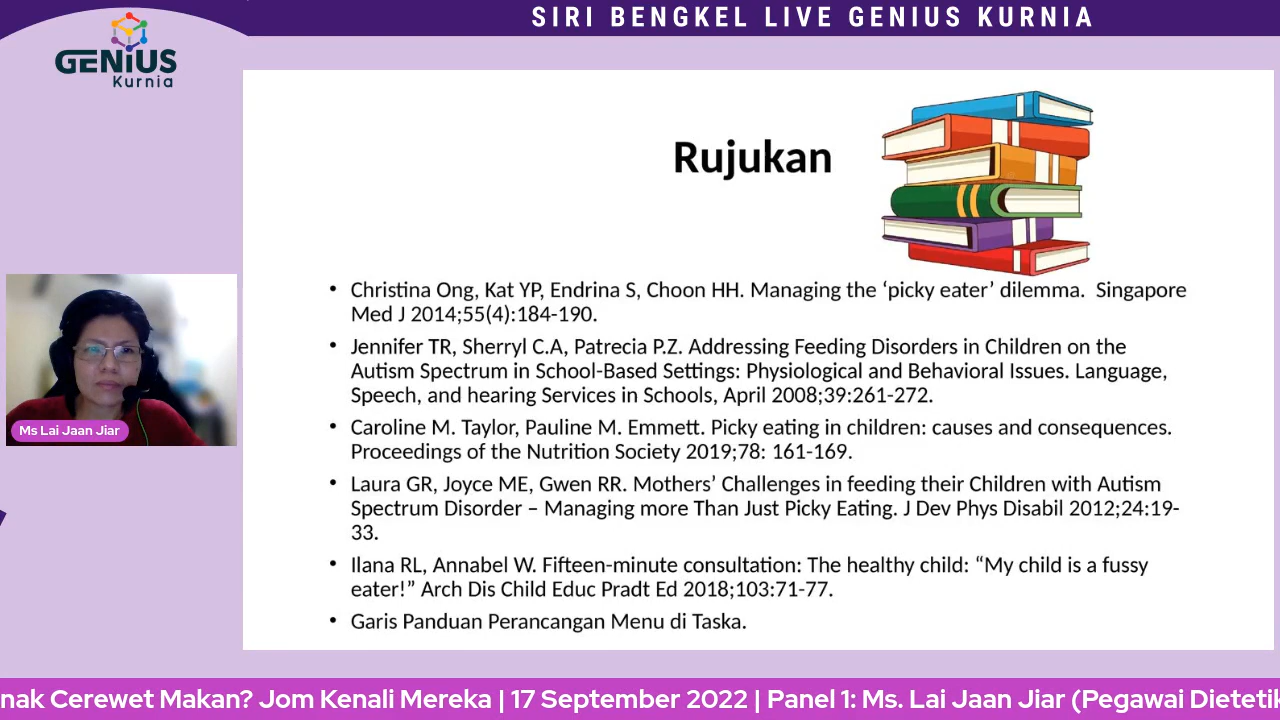 SIRI BENGKEL LIVE GENIUS KURNIA
GENIUS
Kurnia
Rujukan
• Christina Ong, Kat YP, Endrina S, Choon HH. Managing the ‘picky eater’ dilemma.  Singapore
Med J 2014;55(4):184-190.
• Jennifer TR, Sherryl C.A, Patrecia P.Z. Addressing Feeding Disorders in Children on the
Autism Spectrum in School-Based Settings: Physiological and Behavioral Issues. Language,
Speech, and hearing Services in Schools, April 2008;39:261-272.
• Caroline M. Taylor, Pauline M. Emmett. Picky eating in children: causes and consequences.
Proceedings of the Nutrition Society 2019;78: 161-169.
• Laura GR, Joyce ME, Gwen RR. Mothers’ Challenges in feeding their Children with Autism
Spectrum Disorder – Managing more Than Just Picky Eating. J Dev Phys Disabil 2012;24:19-
33.
• Ilana RL, Annabel W. Fifteen-minute consultation: The healthy child: “My child is a fussy
eater!” Arch Dis Child Educ Pradt Ed 2018;103:71-77.
• Garis Panduan Perancangan Menu di Taska.
Ms Lai Jaan Jiar
nak Cerewet Makan? Jom Kenali Mereka | 17 September 2022 | Panel 1: Ms. Lai Jaan Jiar (Pegawai Dietetik